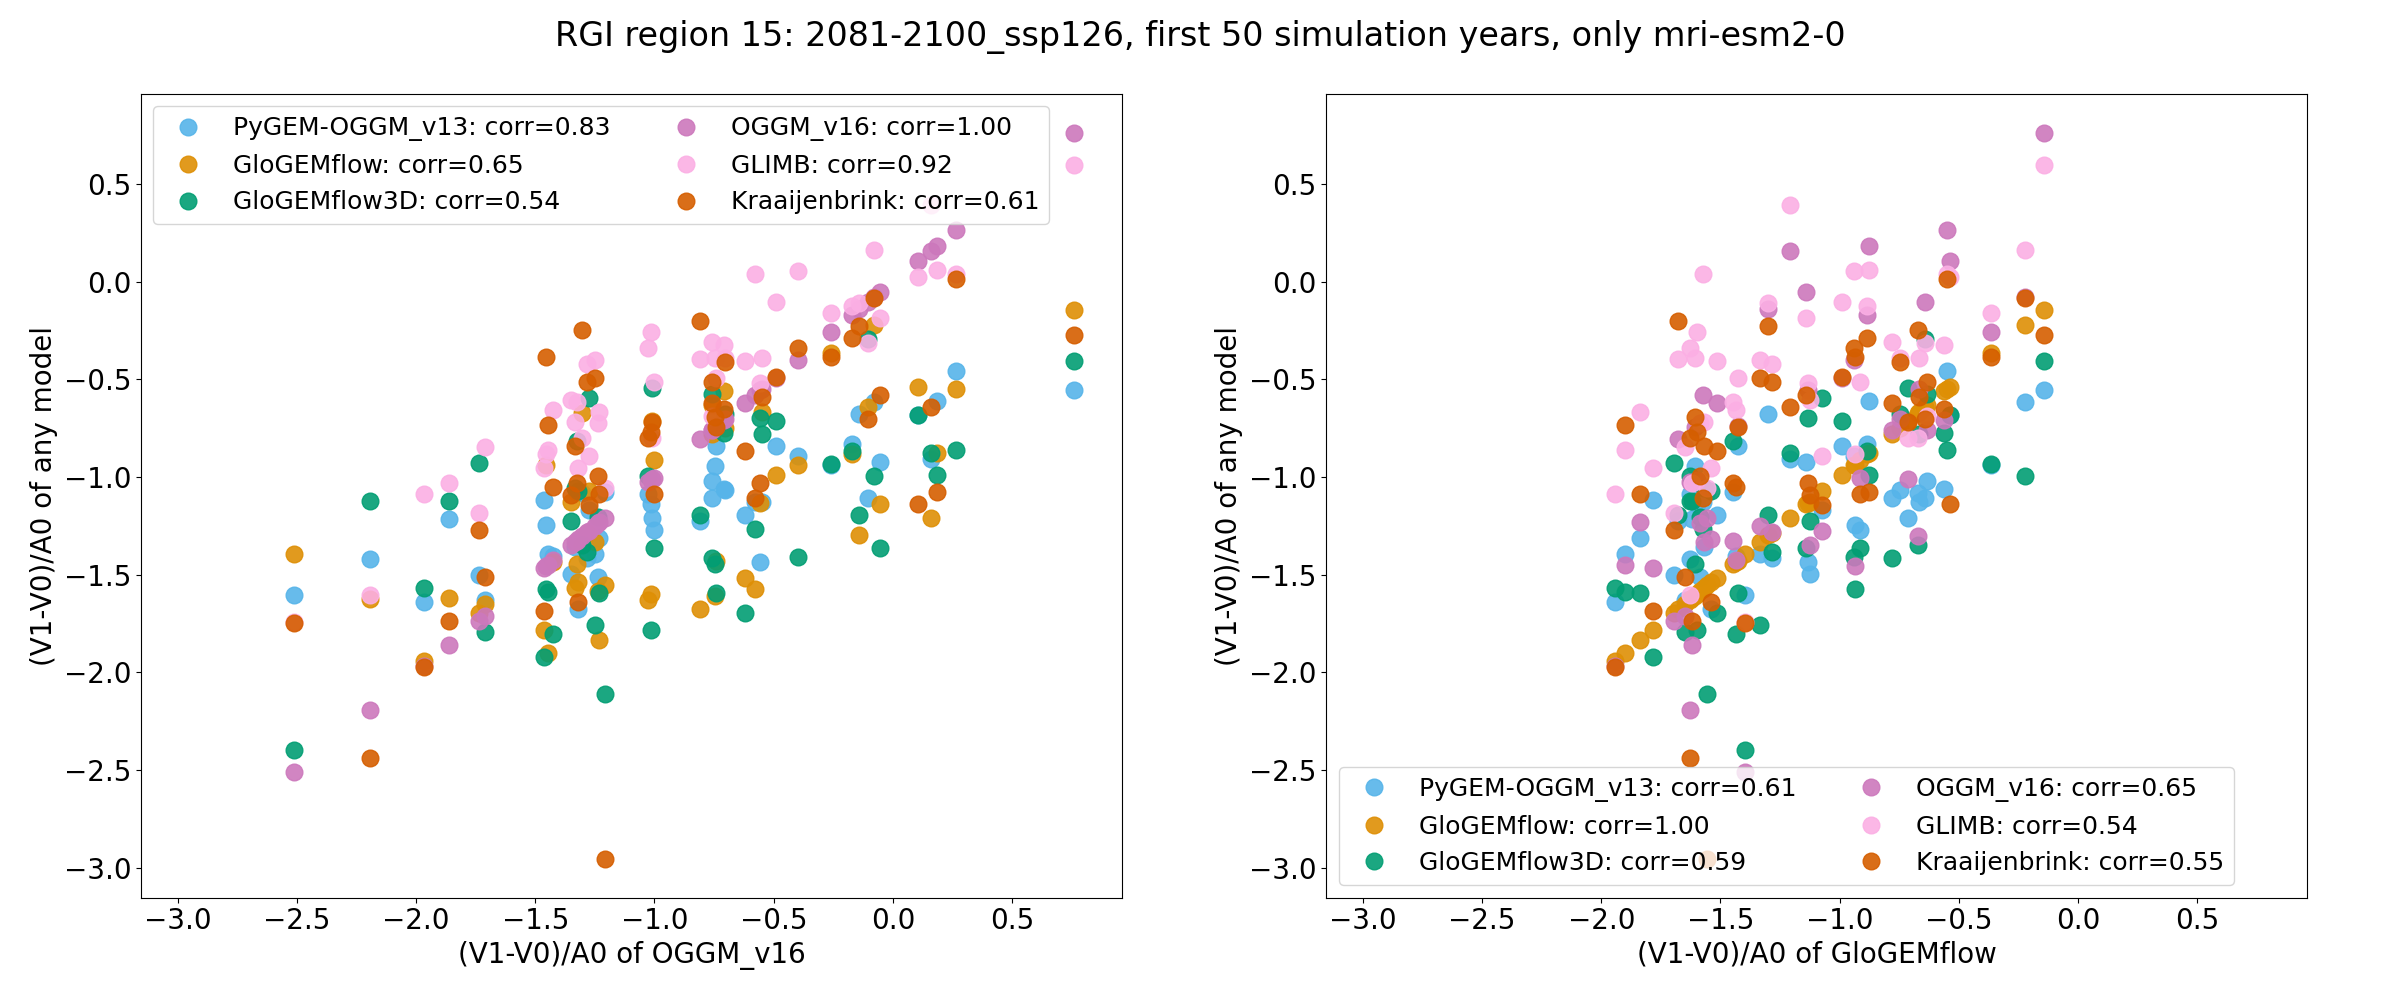 RGI region 15: 2081-2100_ssp126, first 50 simulation years, only mri-esm2-0
PyGEM-OGGM_v13: corr=0.83
GloGEMflow: corr=0.65
GloGEMflow3D: corr=0.54
OGGM_v16: corr=1.00
GLIMB: corr=0.92
Kraaijenbrink: corr=0.61
(V1-V0)/A0 of any model
0.5
0.0
−0.5
−1.0
−1.5
−2.0
−2.5
−3.0
−3.0 −2.5 −2.0 −1.5 −1.0 −0.5 0.0 0.5
(V1-V0)/A0 of OGGM_v16
(V1-V0)/A0 of any model
0.5
0.0
−0.5
−1.0
−1.5
−2.0
−2.5
−3.0
PyGEM-OGGM_v13: corr=0.61
GloGEMflow: corr=1.00
GloGEMflow3D: corr=0.59
OGGM_v16: corr=0.65
GLIMB: corr=0.54
Kraaijenbrink: corr=0.55
−3.0 −2.5 −2.0 −1.5 −1.0 −0.5 0.0 0.5
(V1-V0)/A0 of GloGEMflow